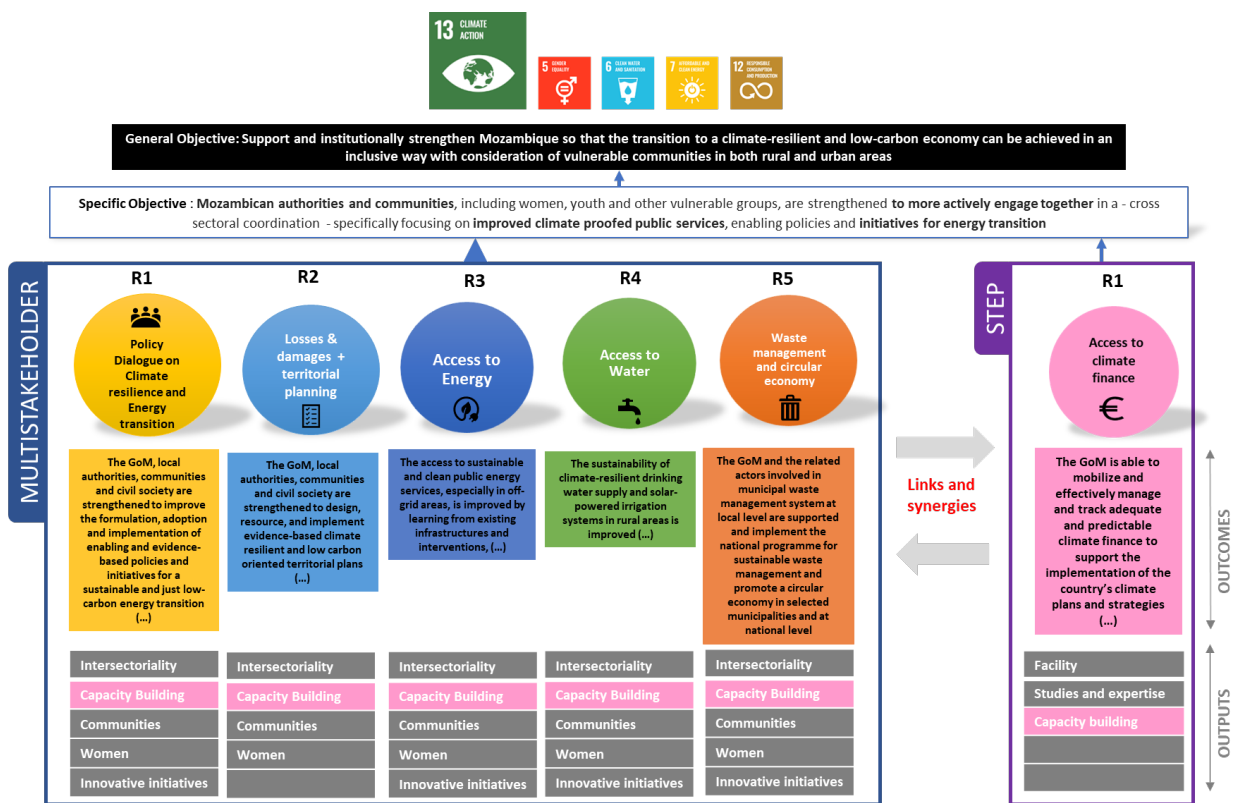 13 CLIMATE
ACTION
5 GENDER
EQUALITY
6 CLEAN WATER
AND SANITATION
7 AFFORDABLE AND
CLEAN ENERGY
12 RESPONSIBLE
CONSUMPTION
AND PRODUCTION
General Objective: Support and institutionally strengthen Mozambique so that the transition to a climate-resilient and low-carbon economy can be achieved in an
inclusive way with consideration of vulnerable communities in both rural and urban areas
Specific Objective : Mozambican authorities and communities, including women, youth and other vulnerable groups, are strengthened to more actively engage together in a - cross
sectoral coordination - specifically focusing on improved climate proofed public services, enabling policies and initiatives for energy transition
MULTISTAKEHOLDER
R1
Policy
Dialogue on
Climate
resilience and
Energy
transition
The GoM, local
authorities, communities
and civil society are
strengthened to improve
the formulation, adoption
and implementation of
enabling and evidence-
based policies and
initiatives for a
sustainable and just low-
carbon energy transition
(...)
Intersectoriality
Capacity Building
Communities
Women
Innovative initiatives
R2
Losses &
damages +
territorial
planning
The GoM, local
authorities, communities
and civil society are
strengthened to design,
resource, and implement
evidence-based climate
resilient and low carbon
oriented territorial plans
(...)
Intersectoriality
Capacity Building
Communities
Women
R3
Access to
Energy
The access to sustainable
and clean public energy
services, especially in off-
grid areas, is improved by
learning from existing
infrastructures and
interventions, (...)
Intersectoriality
Capacity Building
Communities
Women
Innovative initiatives
R4
Access to
Water
The sustainability of
climate-resilient drinking
water supply and solar-
powered irrigation
systems in rural areas is
improved (...)
Intersectoriality
Capacity Building
Communities
Women
Innovative initiatives
R5
Waste
management
and circular
economy
The GoM and the related
actors involved in
municipal waste
management system at
local level are supported
and implement the
national programme for
sustainable waste
management and
promote a circular
economy in selected
municipalities and at
national level
Intersectoriality
Capacity Building
Communities
Women
Innovative initiatives
Links and
synergies
STEP
R1
Access to
climate
finance
€
The GoM is able to
mobilize and
effectively manage
and track adequate
and predictable
climate finance to
support the
implementation of the
country's climate
plans and strategies
(...)
Facility
Studies and expertise
Capacity building
OUTCOMES
OUTPUTS